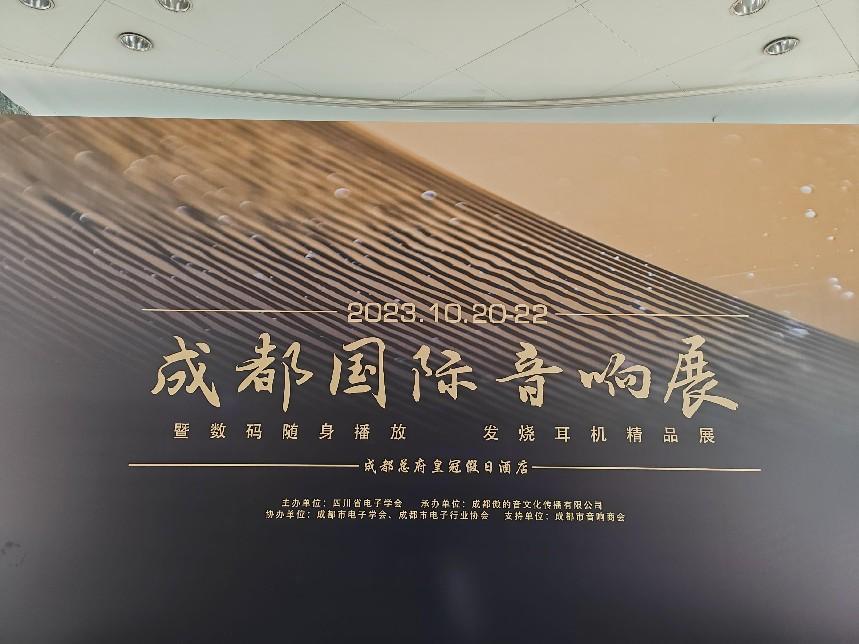 2023.10.20-22
成都国际音响展
暨数码随身播放 发烧耳机精品展
成都总府皇冠假日酒店
主办单位：四川省电子学会 承办单位：成都微的音文化传播有限公司
协办单位：成都市电子学会、成都市电子行业协会 支持单位：成都市音响商会